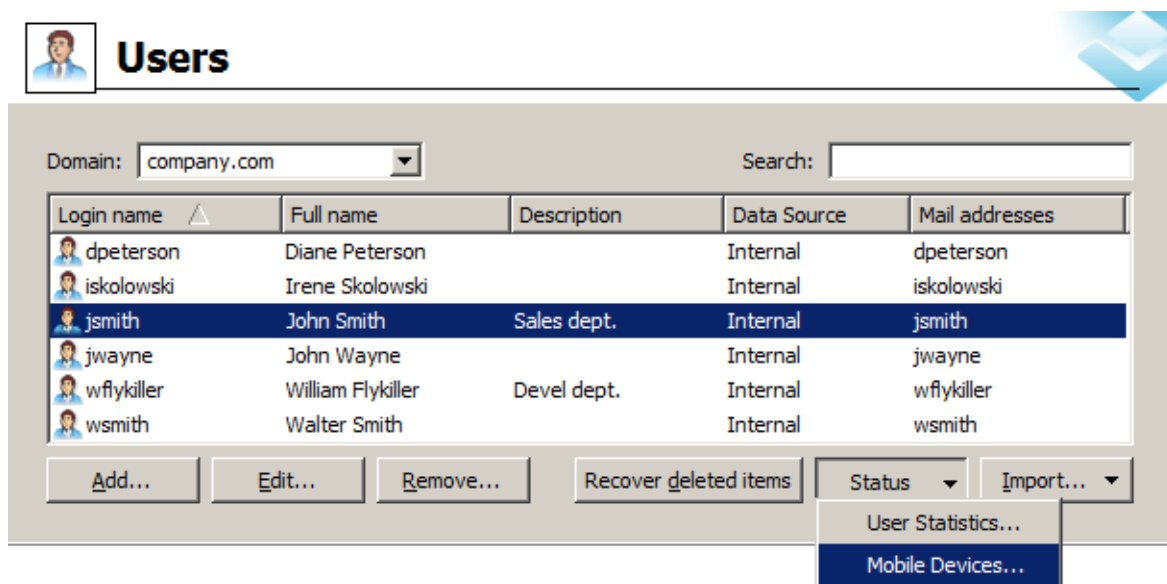 Users
Domain: company.com Search:
Login name Full name Description Data Source Mail addresses
dpeterson Diane Peterson Internal dpeterson
iskolowski Irene Skolowski Internal iskolowski
jsmith John Smith Sales dept. Internal jsmith
jwayne John Wayne Internal jwayne
wflykiller William Flykiller Devel dept. Internal wflykiller
wsmith Walter Smith Internal wsmith
Add... Edit... Remove... Recover deleted items Status Import...
User Statistics...
Mobile Devices...